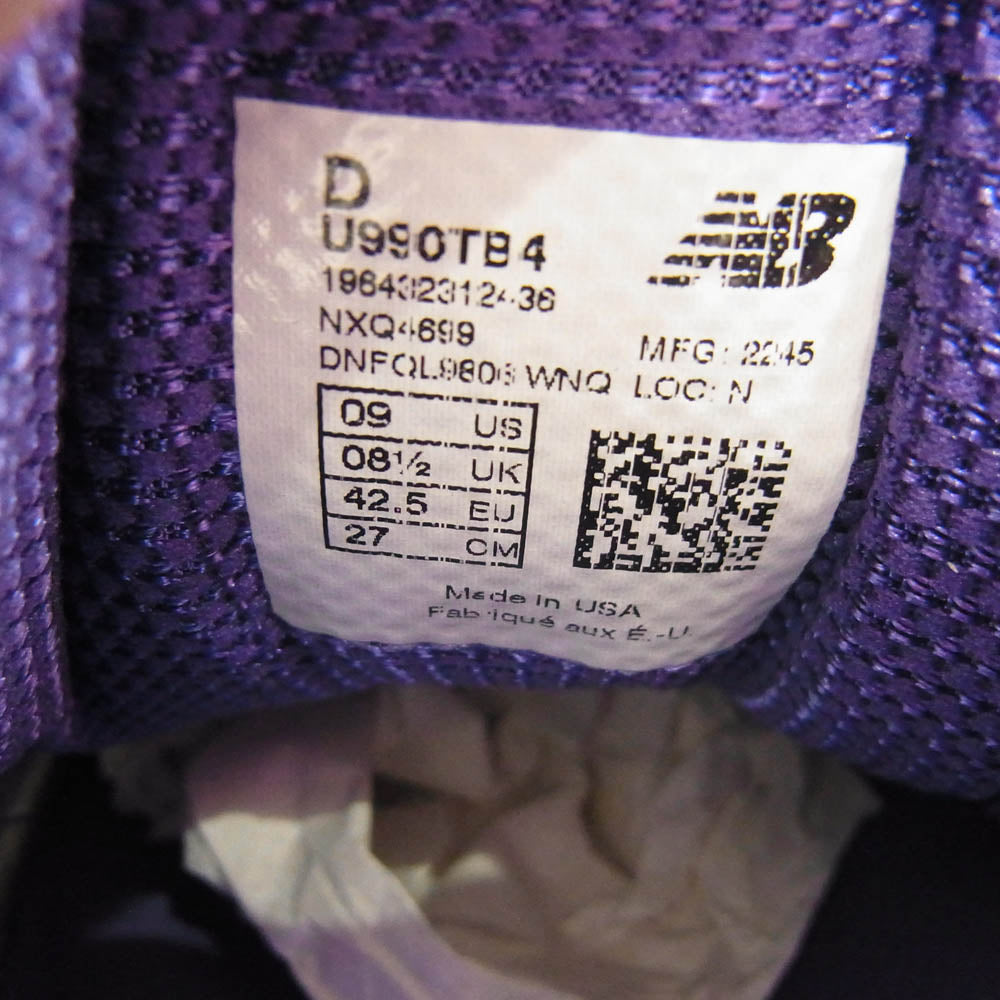 D
U990TB4
NB
196432312436
NXQ4699
MFG: 2245
DNFQL9806 WNQ LOC: N
09 US
08½ UK
42.5 EU
27 CM
Made in USA
Fabriqué aux É.-U.